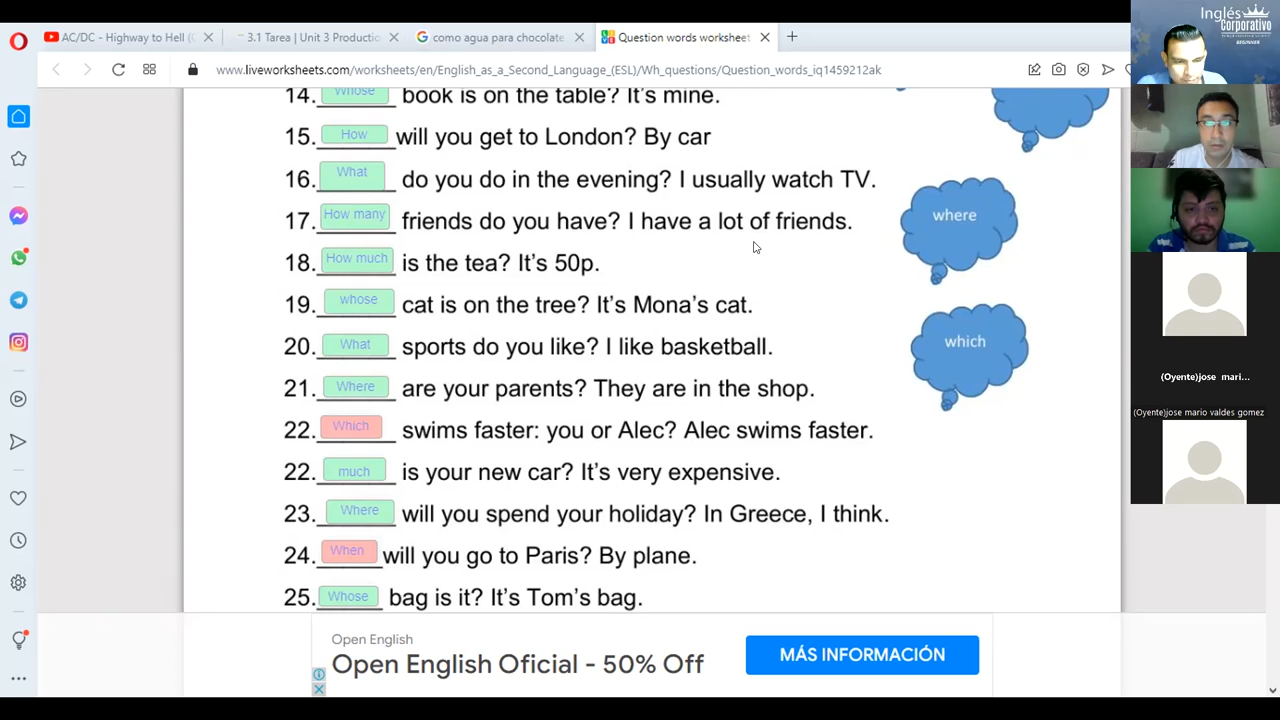 AC/DC - Highway to Hell (
3.1 Tarea | Unit 3 Productio
como agua para chocolate
Question words worksheet
www.liveworksheets.com/worksheets/en/English_as_a_Second_Language_(ESL)/Wh_questions/Question_words_iq1459212ak
Inglés
Corporativo
BEGINNER
14. Whose book is on the table? It's mine.
15. How will you get to London? By car
16. What do you do in the evening? I usually watch TV.
17. How many friends do you have? I have a lot of friends.
where
18. How much is the tea? It's 50p.
19. whose cat is on the tree? It's Mona's cat.
20. What sports do you like? I like basketball.
which
21. Where are your parents? They are in the shop.
22. Which swims faster: you or Alec? Alec swims faster.
22. much is your new car? It's very expensive.
23. Where will you spend your holiday? In Greece, I think.
24. When will you go to Paris? By plane.
25. Whose bag is it? It's Tom's bag.
(Oyente)jose mari...
(Oyente)jose mario valdes gomez
Open English
Open English Oficial - 50% Off
MÁS INFORMACIÓN